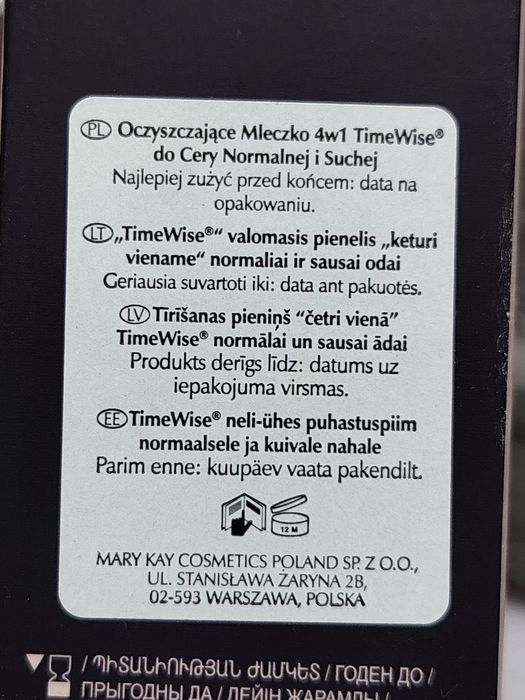 PL Oczyszczające Mleczko 4w1 TimeWise®
do Cery Normalnej i Suchej
Najlepiej zużyć przed końcem: data na
opakowaniu.
LT „TimeWise®“ valomasis pienelis „keturi
viename“ normaliai ir sausai odai
Geriausia suvartoti iki: data ant pakuotės.
LV Tīrīšanas pieniņš “četri vienā”
TimeWise® normālai un sausai ādai
Produkts derīgs līdz: datums uz
iepakojuma virsmas.
EE TimeWise® neli-ühes puhastuspiim
normaalsele ja kuivale nahale
Parim enne: kuupäev vaata pakendilt.
12 M
MARY KAY COSMETICS POLAND SP. Z O.O.,
UL. STANISŁAWA ŻARYNA 2B,
02-593 WARSZAWA, POLSKA
/ ՊԻՏԱՆԻՈՒԹՅԱՆ ԺԱՄԿԵՏ / ГОДЕН ДО /
ПРЫГОДНЫ ДА / ЖАРАМДЫ /